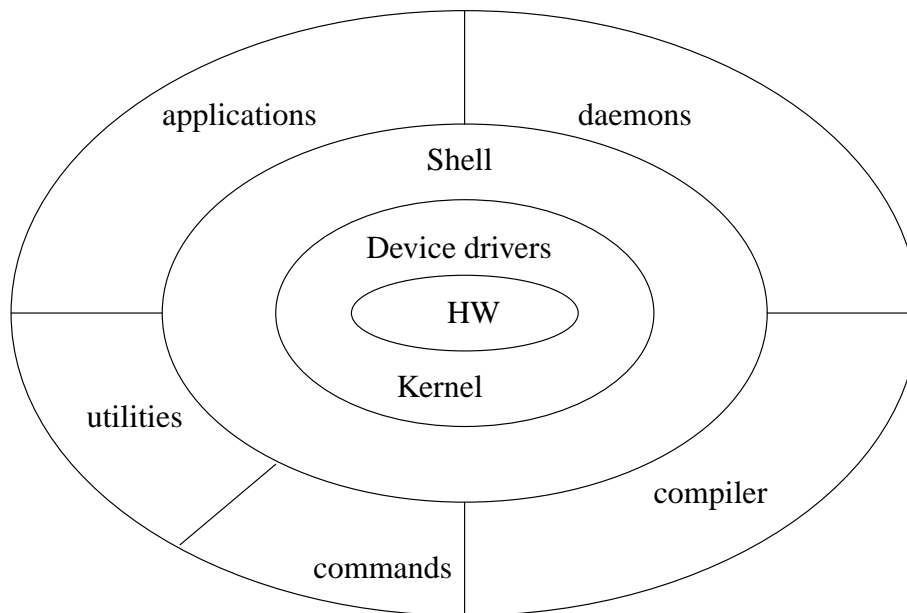 applications
daemons
Shell
Device drivers
HW
Kernel
utilities
compiler
commands